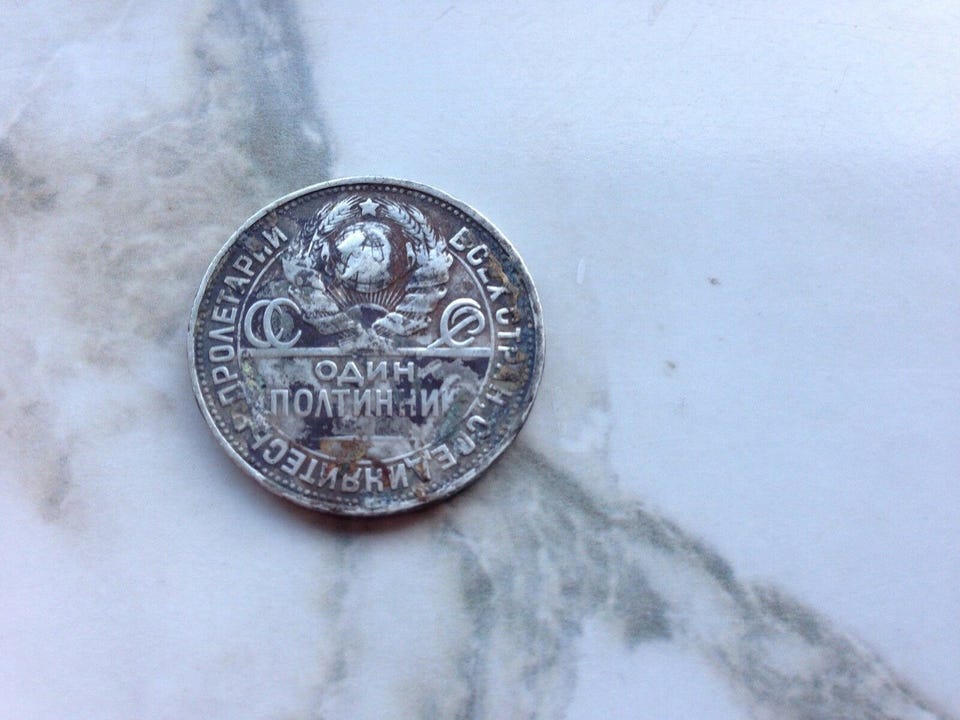 ПРОЛЕТАРИИ ВСЕХ СТРАН, СОЕДИНЯЙТЕСЬ
СС СР
ОДИН
ПОЛТИННИК